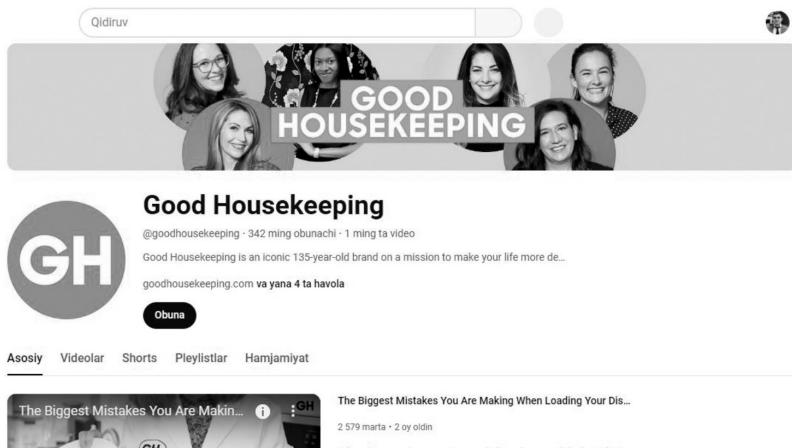 Qidiruv
GOOD
HOUSEKEEPING
GH
Good Housekeeping
@goodhousekeeping · 342 ming obunachi · 1 ming ta video
Good Housekeeping is an iconic 135-year-old brand on a mission to make your life more de...
goodhousekeeping.com va yana 4 ta havola
Obuna
Asosiy Videolar Shorts Pleylistlar Hamjamiyat
The Biggest Mistakes You Are Makin...
GH
GH
The Biggest Mistakes You Are Making When Loading Your Dis...
2 579 marta • 2 oy oldin